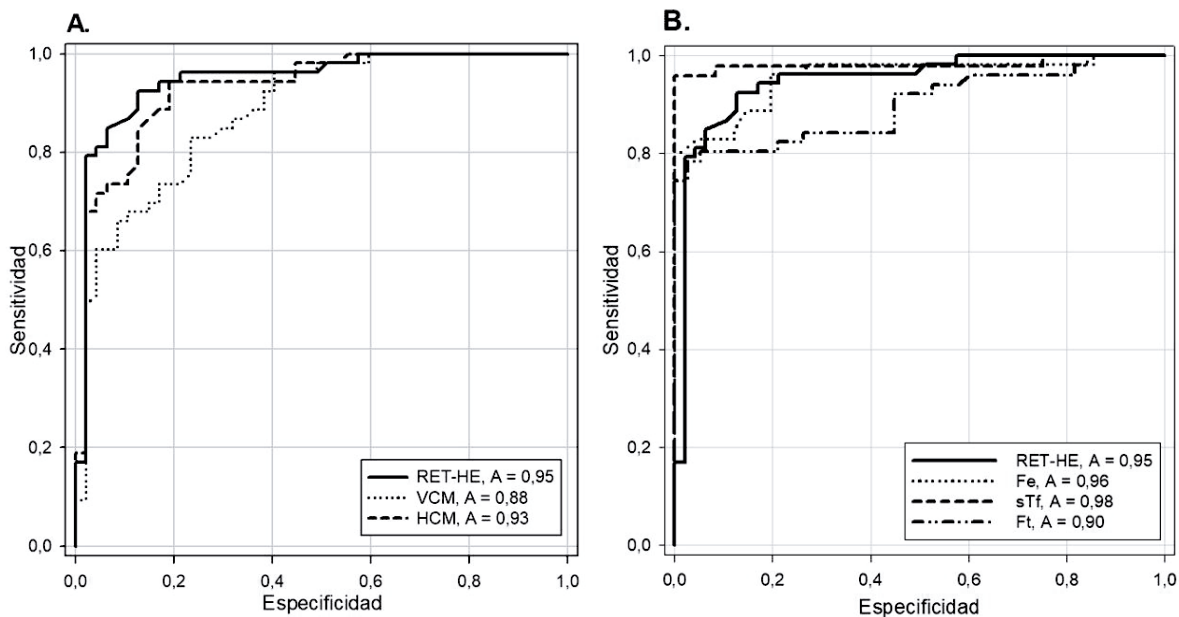 A.
1,0
0,8
0,6
0,4
0,2
0,0
Sensitividad
RET-HE, A = 0,95
VCM, A = 0,88
HCM, A = 0,93
0,0 0,2 0,4 0,6 0,8 1,0
Especificidad
B.
1,0
0,8
0,6
0,4
0,2
0,0
Sensitividad
RET-HE, A = 0,95
Fe, A = 0,96
sTf, A = 0,98
Ft, A = 0,90
0,0 0,2 0,4 0,6 0,8 1,0
Especificidad